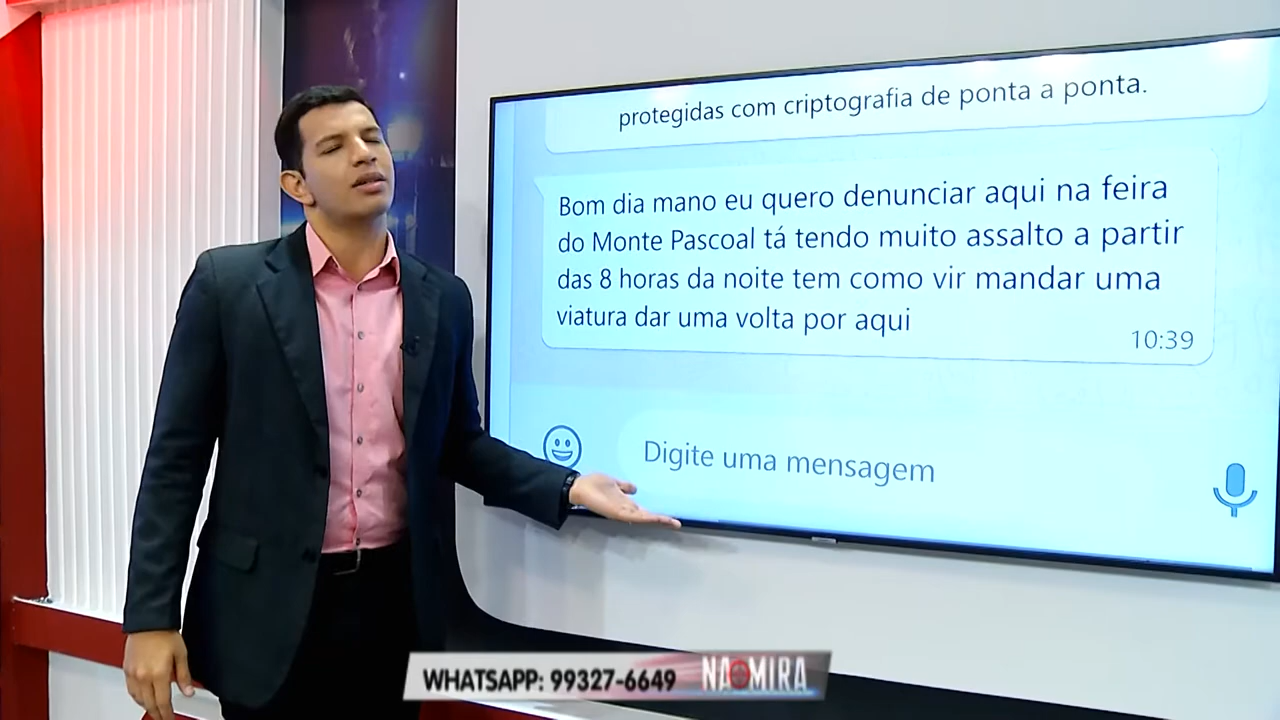 protegidas com criptografia de ponta a ponta.
Bom dia mano eu quero denunciar aqui na feira
do Monte Pascoal tá tendo muito assalto a partir
das 8 horas da noite tem como vir mandar uma
viatura dar uma volta por aqui
10:39
Digite uma mensagem
WHATSAPP: 99327-6649 NA MIRA